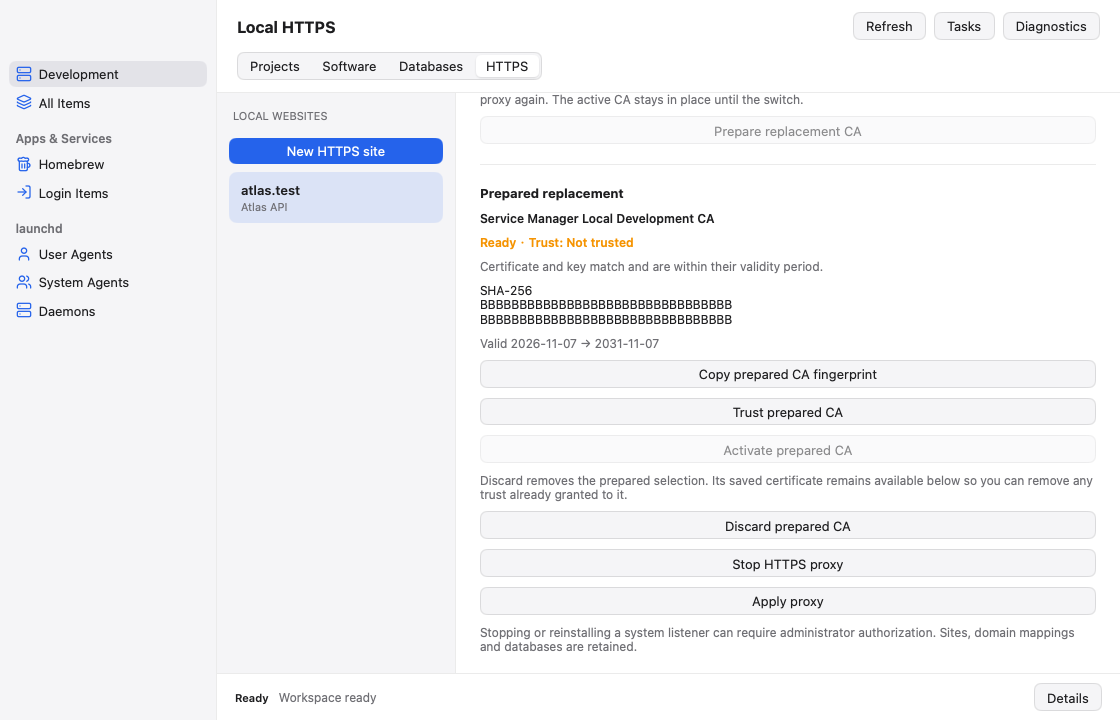 Local HTTPS
Refresh
Tasks
Diagnostics
Projects
Software
Databases
HTTPS
Development
All Items
Apps & Services
Homebrew
Login Items
launchd
User Agents
System Agents
Daemons
LOCAL WEBSITES
New HTTPS site
atlas.test
Atlas API
proxy again. The active CA stays in place until the switch.
Prepare replacement CA
Prepared replacement
Service Manager Local Development CA
Ready · Trust: Not trusted
Certificate and key match and are within their validity period.
SHA-256
BBBBBBBBBBBBBBBBBBBBBBBBBBBBBBBB
BBBBBBBBBBBBBBBBBBBBBBBBBBBBBBBB
Valid 2026-11-07 → 2031-11-07
Copy prepared CA fingerprint
Trust prepared CA
Activate prepared CA
Discard removes the prepared selection. Its saved certificate remains available below so you can remove any
trust already granted to it.
Discard prepared CA
Stop HTTPS proxy
Apply proxy
Stopping or reinstalling a system listener can require administrator authorization. Sites, domain mappings
and databases are retained.
Ready
Workspace ready
Details